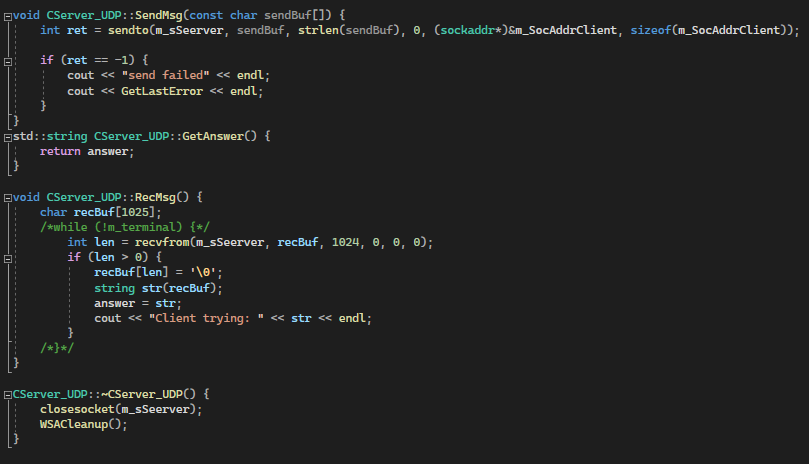 void CServer_UDP::SendMsg(const char sendBuf[]) {
    int ret = sendto(m_sSeerver, sendBuf, strlen(sendBuf), 0, (sockaddr*)&m_SocAddrClient, sizeof(m_SocAddrClient));
    if (ret == -1) {
        cout << "send failed" << endl;
        cout << GetLastError << endl;
    }
}
std::string CServer_UDP::GetAnswer() {
    return answer;
}
void CServer_UDP::RecMsg() {
    char recBuf[1025];
    /*while (!m_terminal) {*/
        int len = recvfrom(m_sSeerver, recBuf, 1024, 0, 0, 0);
        if (len > 0) {
            recBuf[len] = '\0';
            string str(recBuf);
            answer = str;
            cout << "Client trying: " << str << endl;
        }
    /*}*/
}
CServer_UDP::~CServer_UDP() {
    closesocket(m_sSeerver);
    WSACleanup();
}